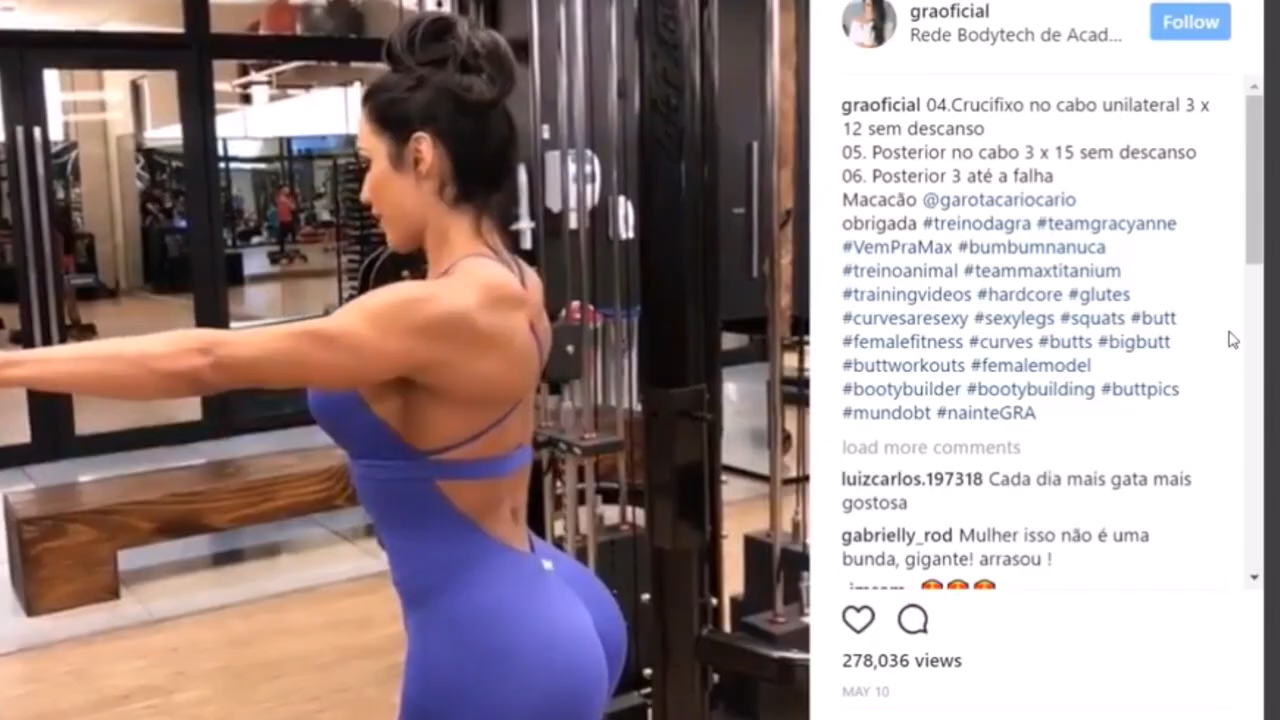 graoficial
Rede Bodytech de Acad...
Follow
graoficial 04.Crucifixo no cabo unilateral 3 x
12 sem descanso
05. Posterior no cabo 3 x 15 sem descanso
06. Posterior 3 até a falha
Macacão @garotacariocario
obrigada #treinodagra #teamgracyanne
#VemPraMax #bumbumnanuca
#treinoanimal #teammaxtitanium
#trainingvideos #hardcore #glutes
#curvesaresexy #sexylegs #squats #butt
#femalefitness #curves #butts #bigbutt
#buttworkouts #femalemodel
#bootybuilder #bootybuilding #buttpics
#mundobt #nainteGRA
load more comments
luizcarlos.197318 Cada dia mais gata mais
gostosa
gabrielly_rod Mulher isso não é uma
bunda, gigante! arrasou !
278,036 views
MAY 10